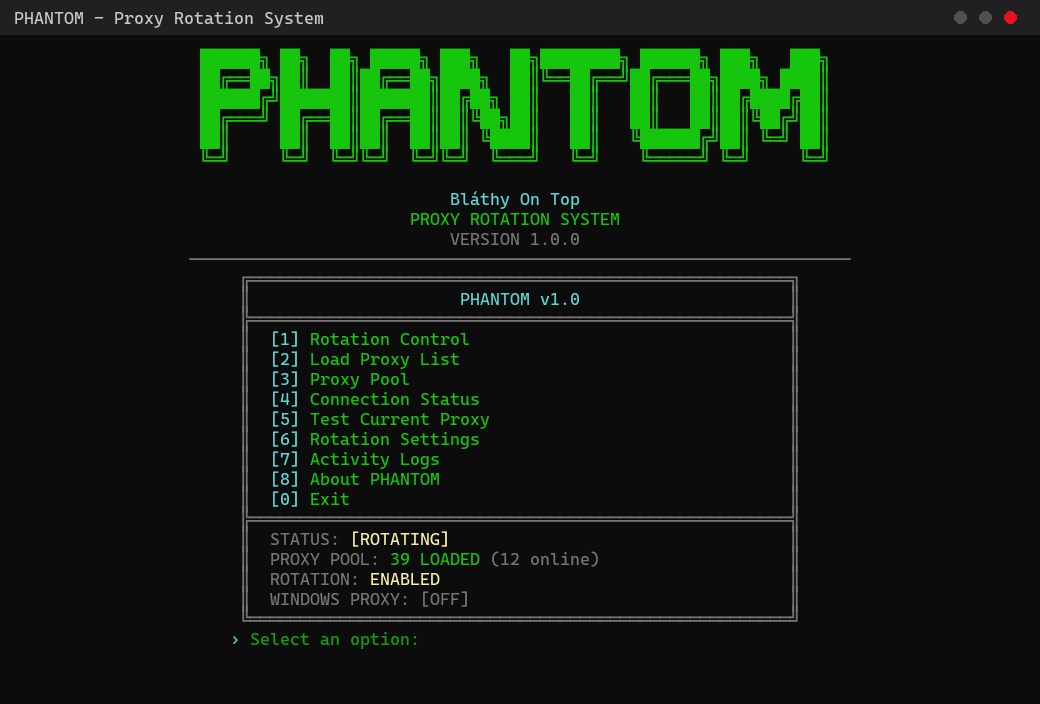 PHANTOM – Proxy Rotation System
PHANTOM
Bláthy On Top
PROXY ROTATION SYSTEM
VERSION 1.0.0
PHANTOM v1.0
[1] Rotation Control
[2] Load Proxy List
[3] Proxy Pool
[4] Connection Status
[5] Test Current Proxy
[6] Rotation Settings
[7] Activity Logs
[8] About PHANTOM
[0] Exit
STATUS: [ROTATING]
PROXY POOL: 39 LOADED (12 online)
ROTATION: ENABLED
WINDOWS PROXY: [OFF]
› Select an option: